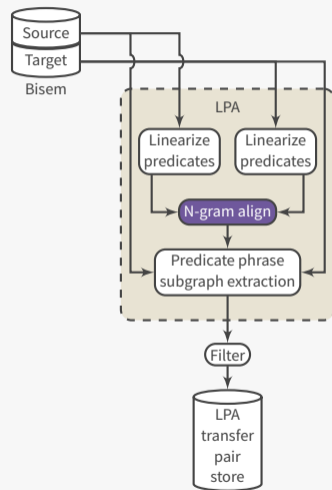 Source
Target
Bisem
LPA
Linearize
predicates
Linearize
predicates
N-gram align
Predicate phrase
subgraph extraction
Filter
LPA
transfer
pair
store